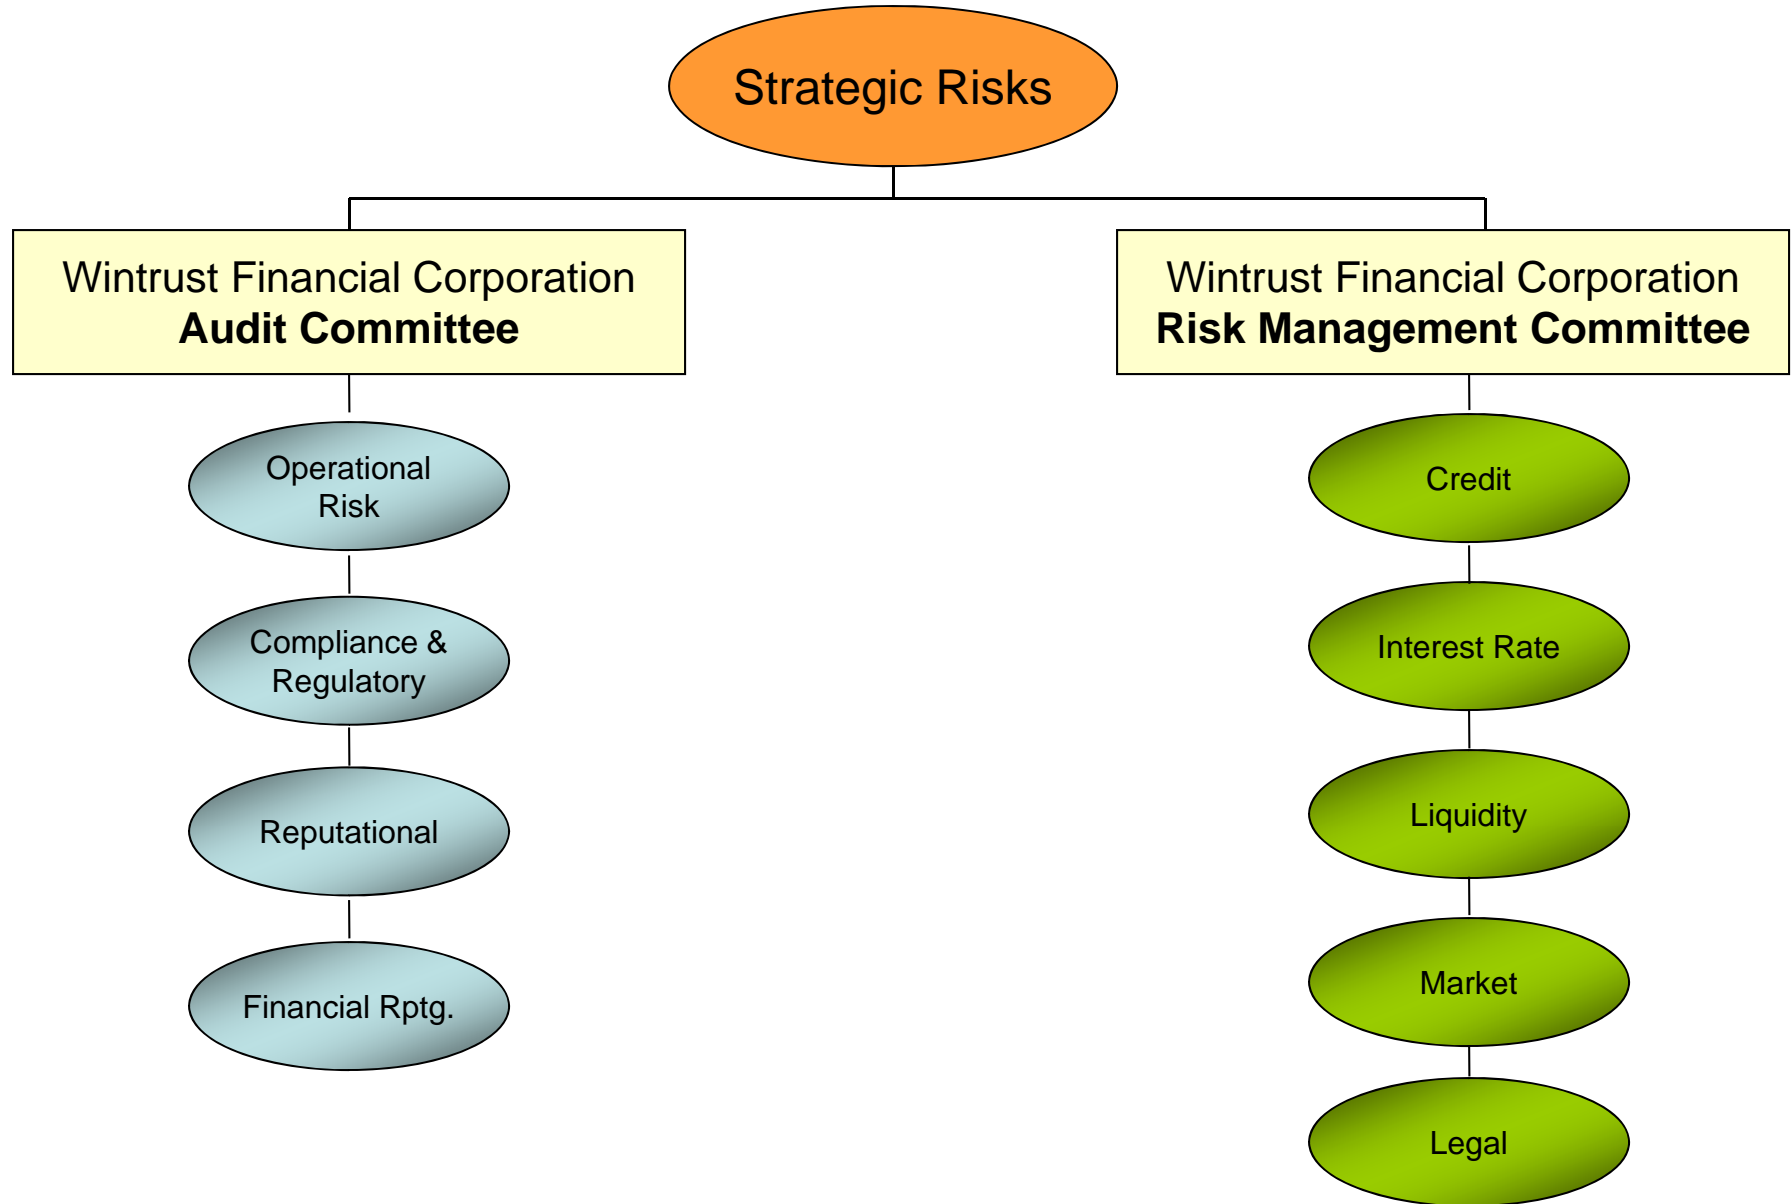 Strategic Risks
Wintrust Financial Corporation
Audit Committee
Operational
Risk
Compliance &
Regulatory
Reputational
Financial Rptg.
Wintrust Financial Corporation
Risk Management Committee
Credit
Interest Rate
Liquidity
Market
Legal